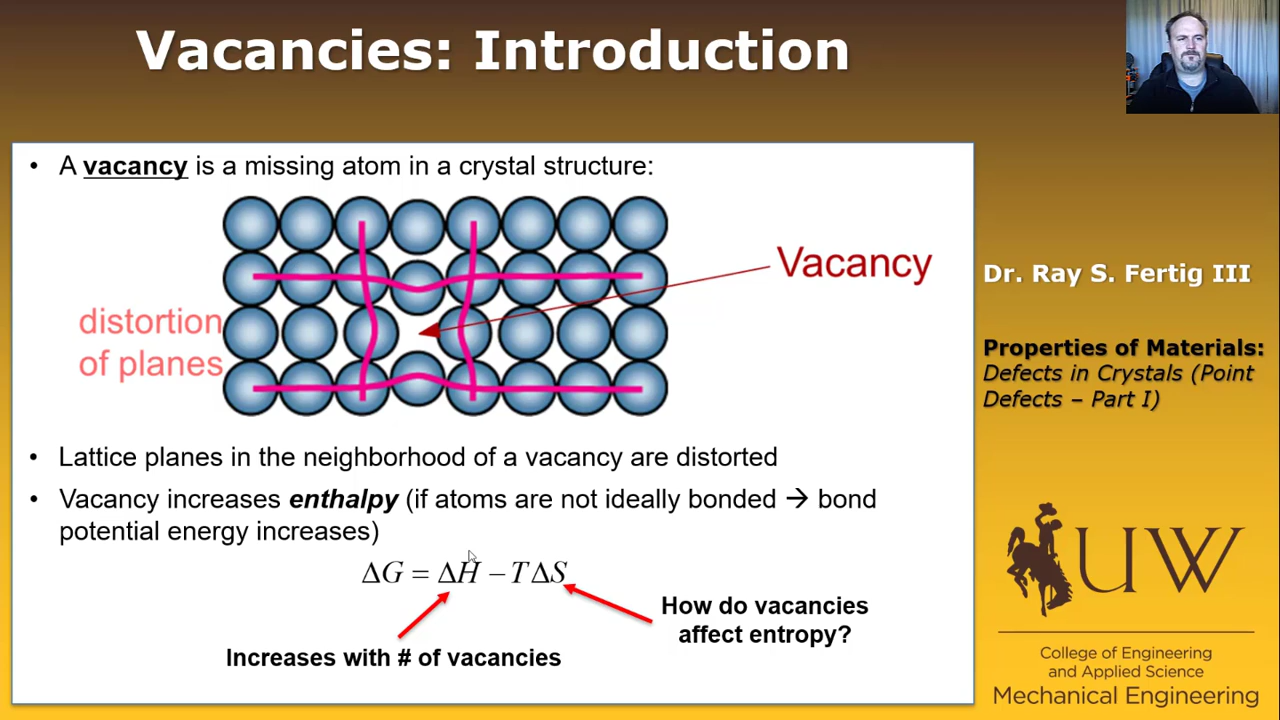 Vacancies: Introduction
• A vacancy is a missing atom in a crystal structure:
Vacancy
distortion
of planes
• Lattice planes in the neighborhood of a vacancy are distorted
• Vacancy increases enthalpy (if atoms are not ideally bonded → bond
potential energy increases)
ΔG = ΔH − TΔS
How do vacancies
affect entropy?
Increases with # of vacancies
Dr. Ray S. Fertig III
Properties of Materials:
Defects in Crystals (Point
Defects – Part I)
UW
College of Engineering
and Applied Science
Mechanical Engineering